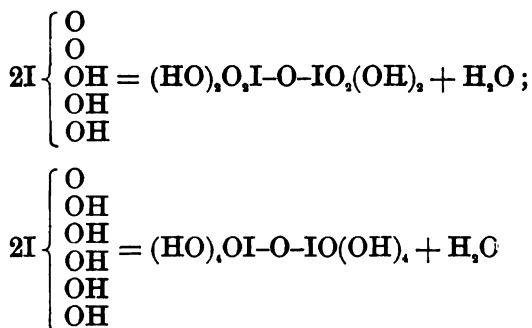 O
O
2I { OH = (HO)₂O₂I–O–IO₂(OH)₂ + H₂O ;
OH
OH
O
OH
OH
2I { = (HO)₄OI–O–IO(OH)₄ + H₂O
OH
OH
OH